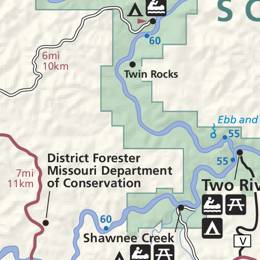 S
60
6mi
10km
Twin Rocks
Ebb and
55
55
7mi
11km
District Forester
Missouri Department
of Conservation
Two Riv
60
Shawnee Creek
V